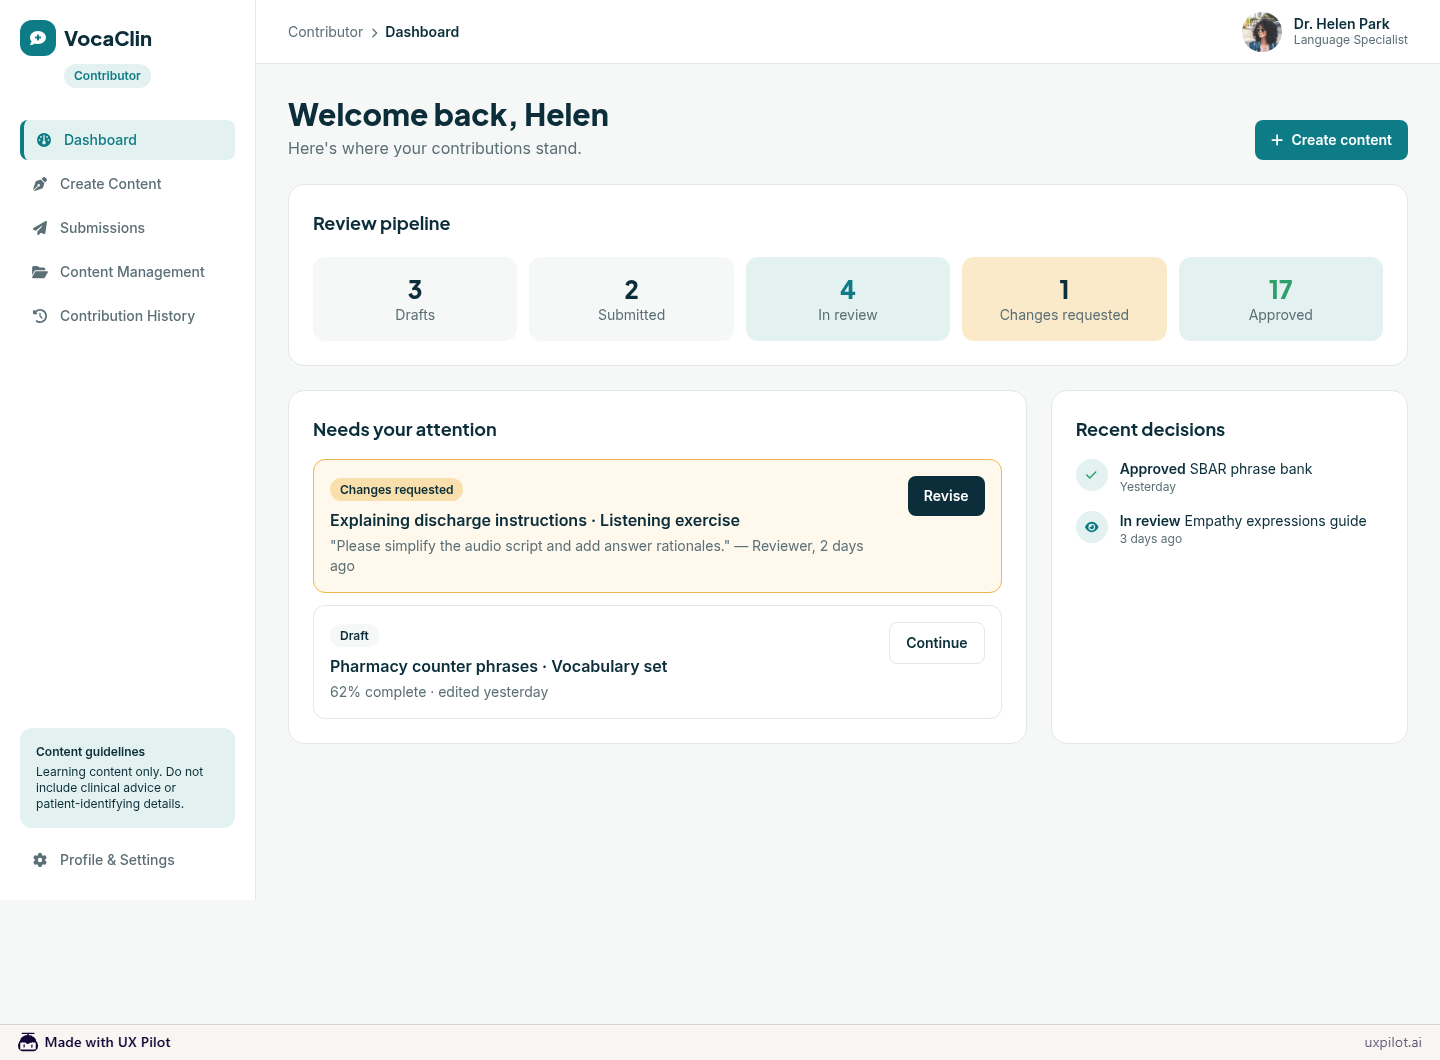 VocaClin
Contributor
Dashboard
Create Content
Submissions
Content Management
Contribution History
Content guidelines
Learning content only. Do not
include clinical advice or
patient-identifying details.
Profile & Settings
Contributor > Dashboard
Dr. Helen Park
Language Specialist
Welcome back, Helen
Here's where your contributions stand.
+ Create content
Review pipeline
3
Drafts
2
Submitted
4
In review
1
Changes requested
17
Approved
Needs your attention
Changes requested
Explaining discharge instructions · Listening exercise
"Please simplify the audio script and add answer rationales." — Reviewer, 2 days
ago
Revise
Draft
Pharmacy counter phrases · Vocabulary set
62% complete · edited yesterday
Continue
Recent decisions
Approved SBAR phrase bank
Yesterday
In review Empathy expressions guide
3 days ago
Made with UX Pilot
uxpilot.ai